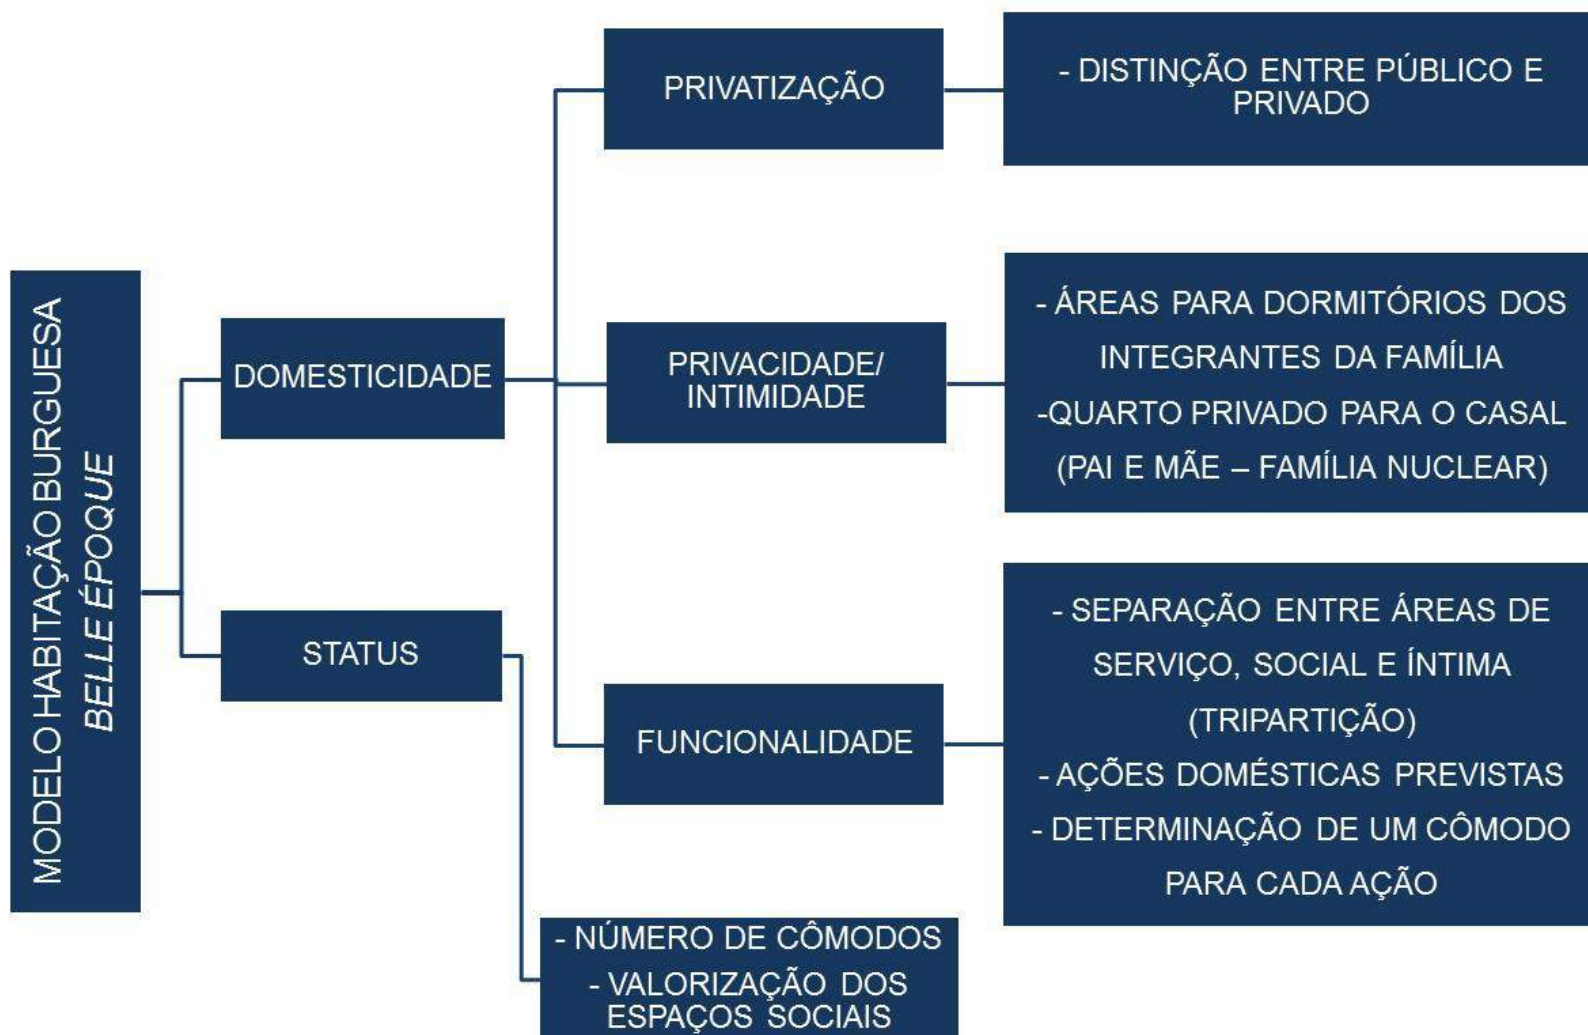 MODELO HABITAÇÃO BURGUESA
BELLE ÉPOQUE
DOMESTICIDADE
STATUS
PRIVATIZAÇÃO
- DISTINÇÃO ENTRE PÚBLICO E
PRIVADO
PRIVACIDADE/
INTIMIDADE
- ÁREAS PARA DORMITÓRIOS DOS
INTEGRANTES DA FAMÍLIA
-QUARTO PRIVADO PARA O CASAL
(PAI E MÃE – FAMÍLIA NUCLEAR)
FUNCIONALIDADE
- SEPARAÇÃO ENTRE ÁREAS DE
SERVIÇO, SOCIAL E ÍNTIMA
(TRIPARTIÇÃO)
- AÇÕES DOMÉSTICAS PREVISTAS
- DETERMINAÇÃO DE UM CÔMODO
PARA CADA AÇÃO
- NÚMERO DE CÔMODOS
- VALORIZAÇÃO DOS
ESPAÇOS SOCIAIS